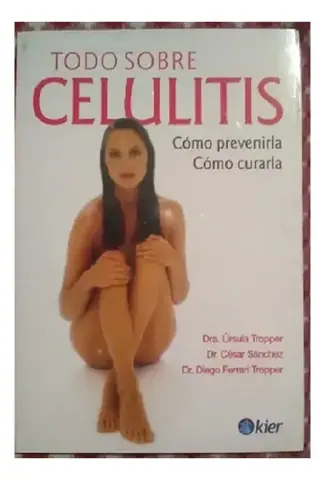 TODO SOBRE
CELULITIS
Cómo prevenirla
Cómo curarla
Dra. Úrsula Tropper
Dr. César Sánchez
Dr. Diego Ferrari Tropper
kier